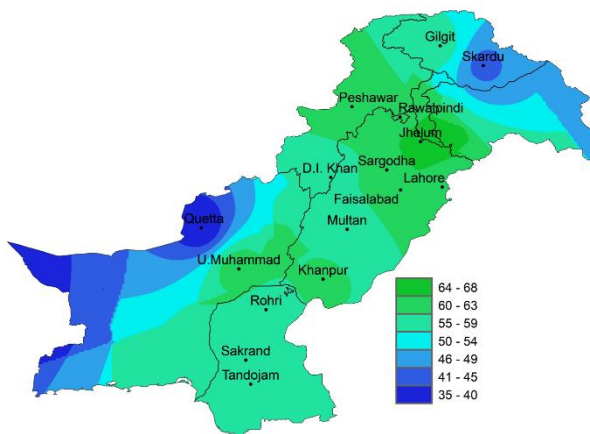 Gilgit
Skardu
Peshawar
Rawalpindi
Jhelum
Sargodha
D.I. Khan
Lahore
Faisalabad
Quetta
Multan
U.Muhammad
Khanpur
Rohri
Sakrand
Tandojam
64 - 68
60 - 63
55 - 59
50 - 54
46 - 49
41 - 45
35 - 40